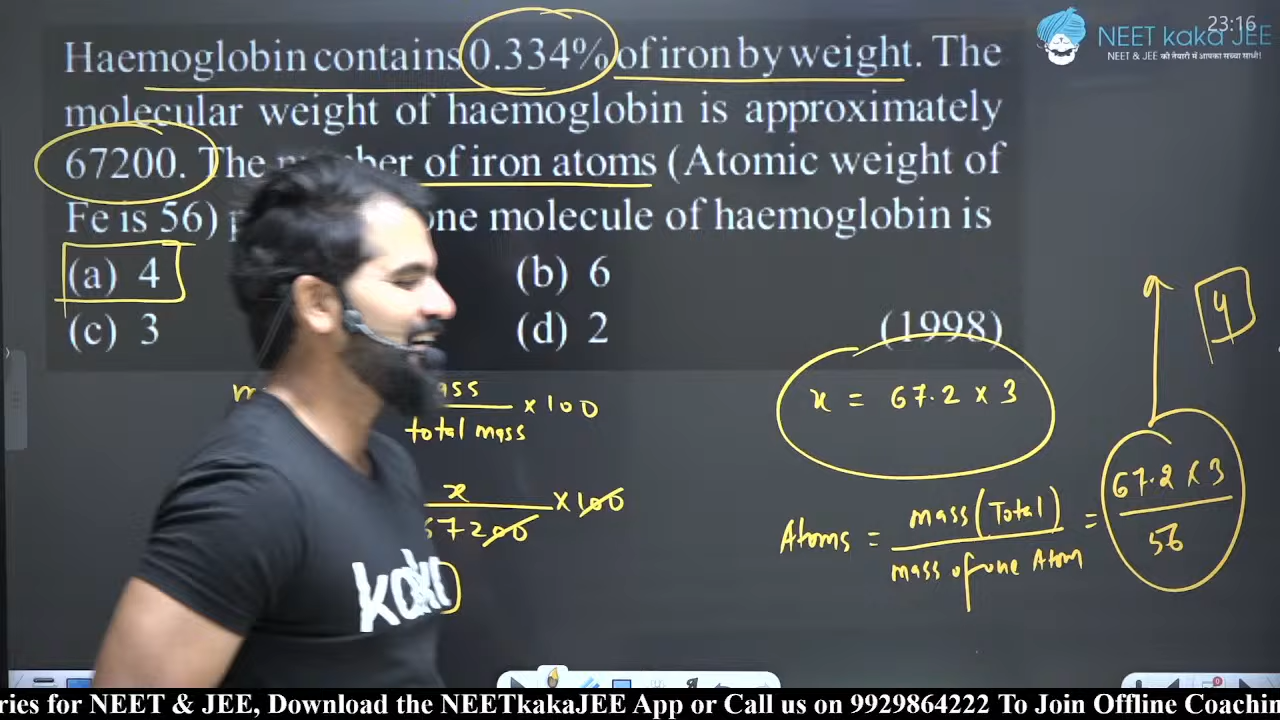 23:16
NEET kaka JEE
NEET & JEE की तैयारी में आपका सच्चा साथी!
Haemoglobin contains 0.334% of iron by weight. The
molecular weight of haemoglobin is approximately
67200. The of iron atoms (Atomic weight of
Fe is 56) one molecule of haemoglobin is
(a) 4 (b) 6
(c) 3 (d) 2 (1998)
4
total mass × 100
x = 67.2 × 3
x × 100
Atoms = Mass (Total) = 67.2 × 3
Mass of one Atom 56
ries for NEET & JEE, Download the NEETkakaJEE App or Call us on 9929864222 To Join Offline Coachin